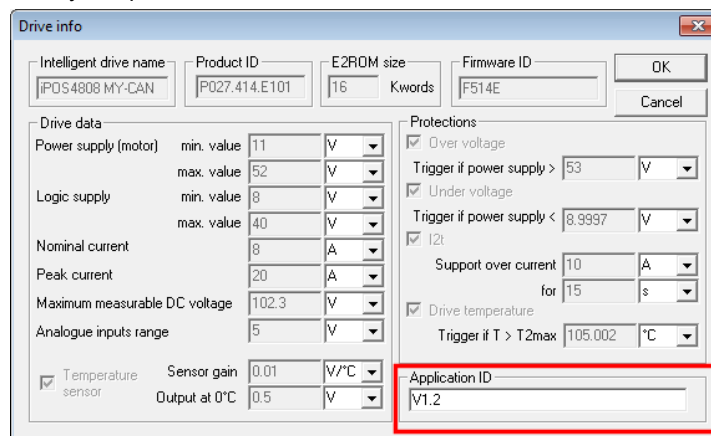 Drive info
Intelligent drive name
iPOS4808 MY-CAN
Product ID
P027.414.E101
E2ROM size
16 Kwords
Firmware ID
F514E
OK
Cancel
Drive data
Power supply (motor) min. value 11 V
max. value 52 V
Logic supply min. value 8 V
max. value 40 V
Nominal current 8 A
Peak current 20 A
Maximum measurable DC voltage 102.3 V
Analogue inputs range 5 V
Temperature sensor
Sensor gain 0.01 V/°C
Output at 0°C 0.5 V
Protections
Over voltage
Trigger if power supply > 53 V
Under voltage
Trigger if power supply < 8.9997 V
I2t
Support over current 10 A
for 15 s
Drive temperature
Trigger if T > T2max 105.002 °C
Application ID
V1.2